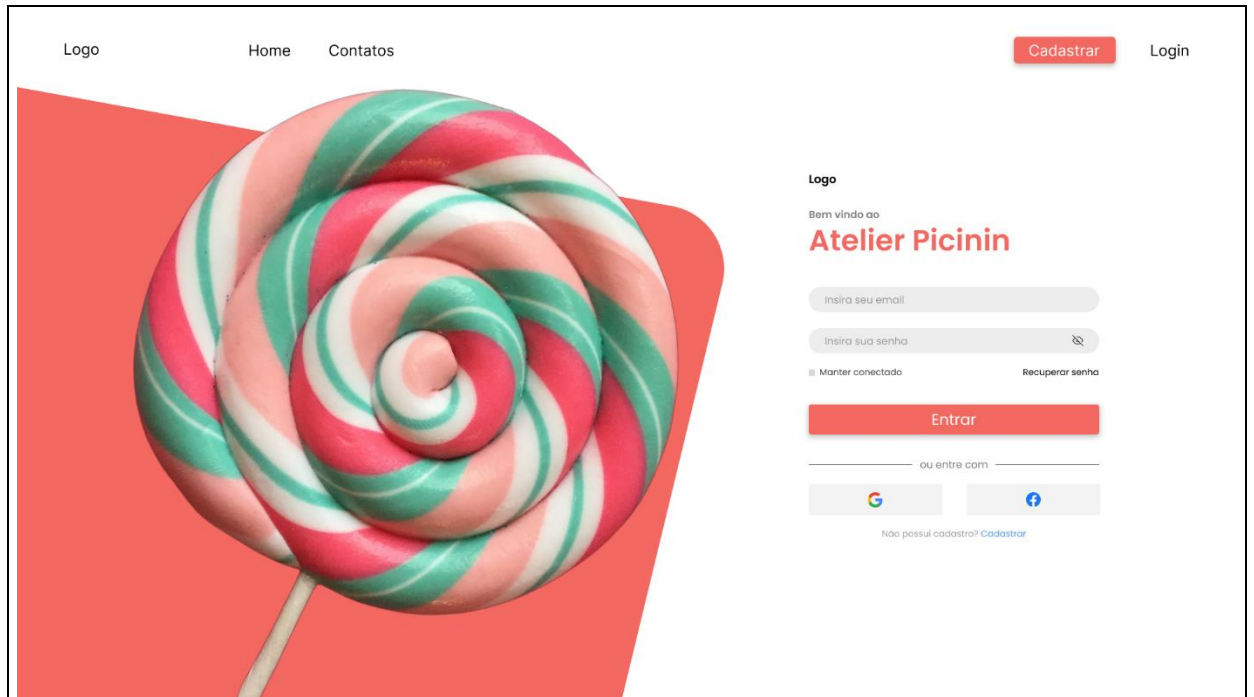 Logo Home Contatos Cadastrar Login
Logo
Bem vindo ao
Atelier Picinin
Insira seu email
Insira sua senha
Manter conectado Recuperar senha
Entrar
ou entre com
Não possui cadastro? Cadastrar